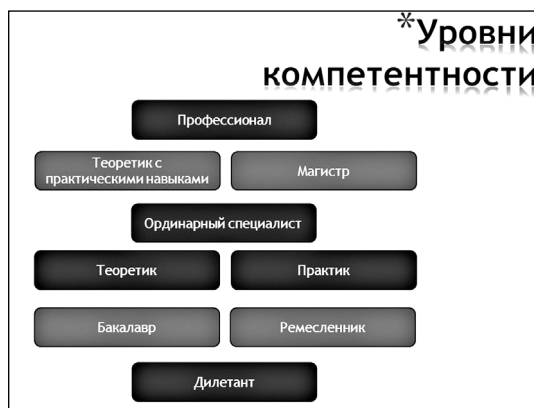 *Уровни
компетентности
Профессионал
Теоретик с
практическими навыками
Магистр
Ординарный специалист
Теоретик
Практик
Бакалавр
Ремесленник
Дилетант